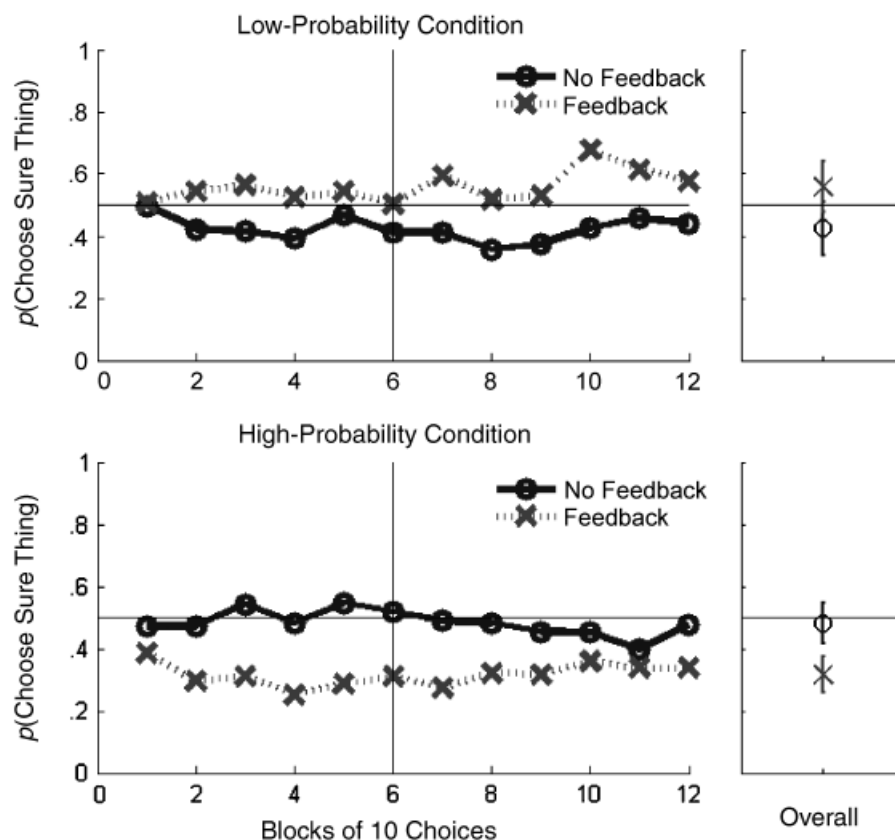 Low-Probability Condition
p(Choose Sure Thing)
1
.8
.6
.4
.2
0
No Feedback
Feedback
0 2 4 6 8 10 12
High-Probability Condition
p(Choose Sure Thing)
1
.8
.6
.4
.2
0
No Feedback
Feedback
0 2 4 6 8 10 12
Blocks of 10 Choices
Overall